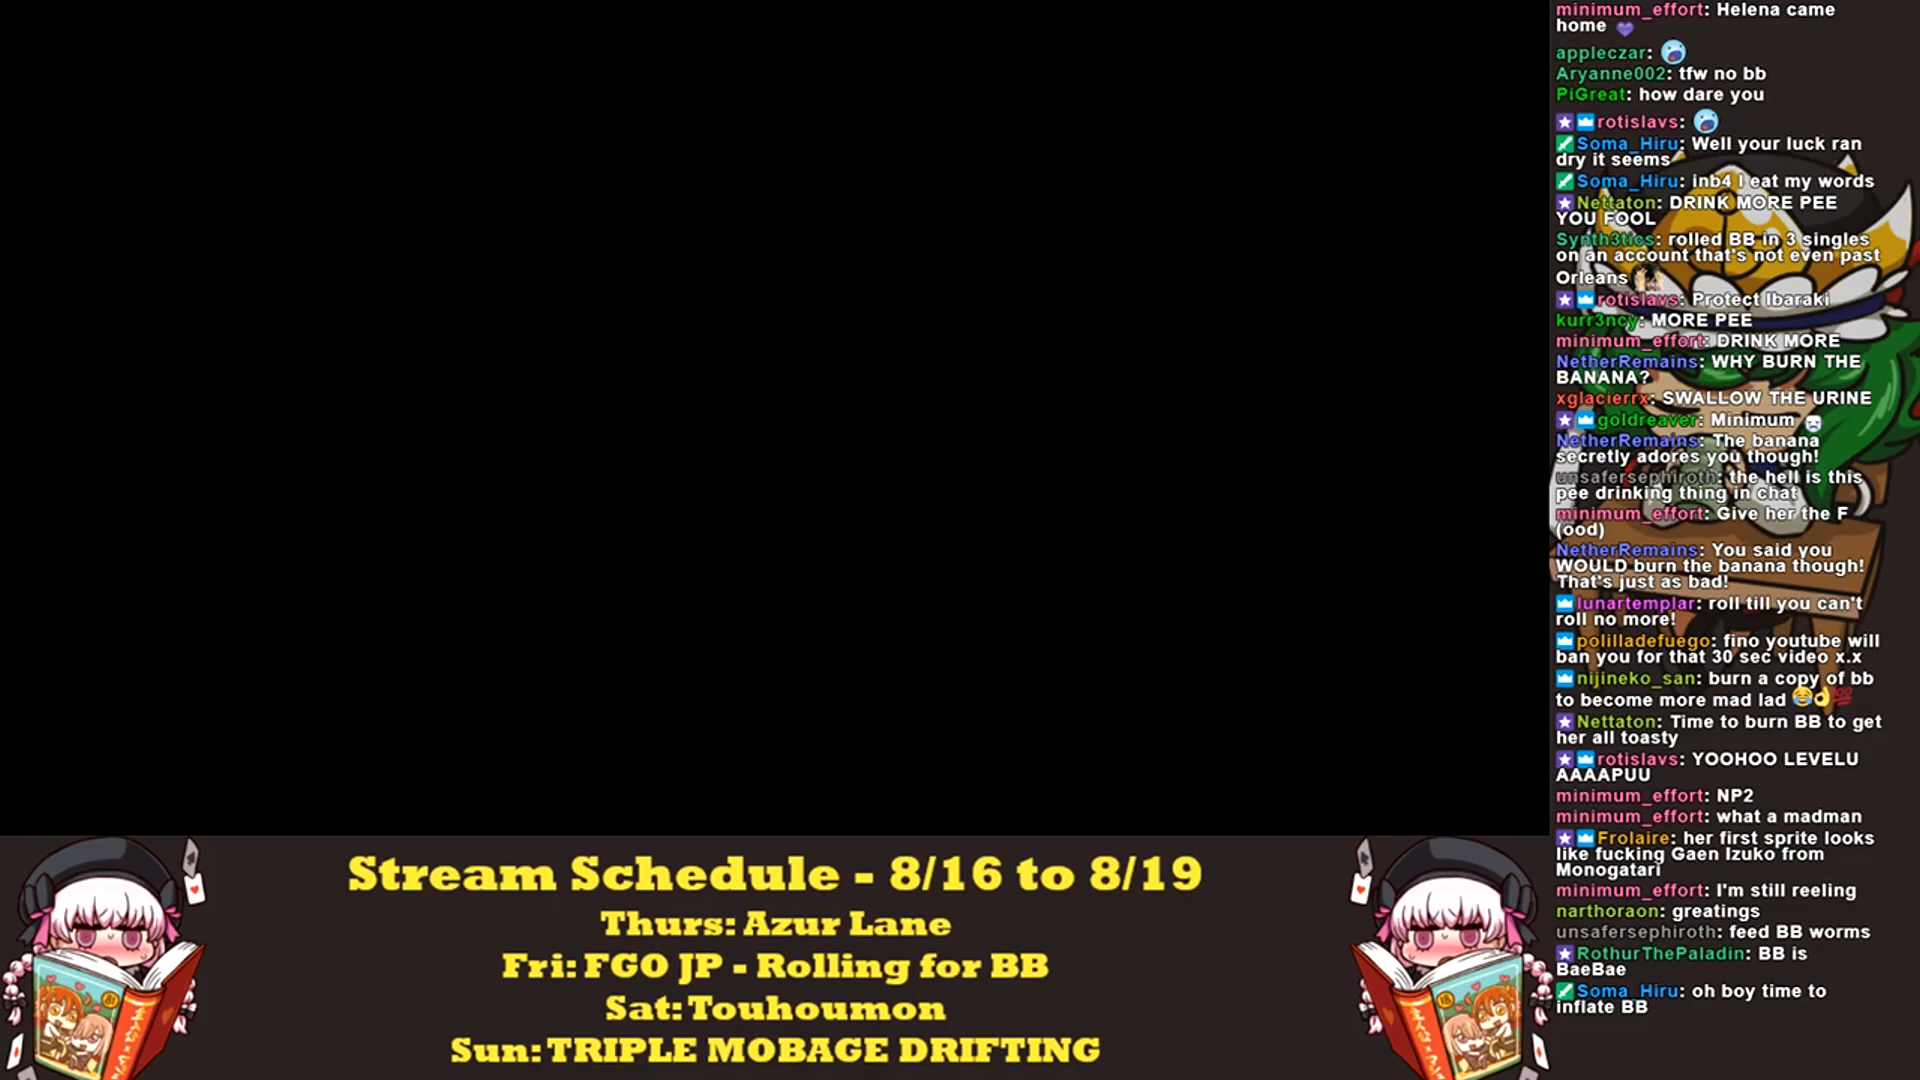 minimum_effort: Helena came
home
appleczar:
Aryanne002: tfw no bb
PiGreat: how dare you
rotislavs:
Soma_Hiru: Well your luck ran
dry it seems
Soma_Hiru: inb4 I eat my words
Nettaton: DRINK MORE PEE
YOU FOOL
Synth3tics: rolled BB in 3 singles
on an account that's not even past
Orleans
rotislavs: Protect Ibaraki
kurr3ncy: MORE PEE
minimum_effort: DRINK MORE
NetherRemains: WHY BURN THE
BANANA?
xglacierrx: SWALLOW THE URINE
goldreaver: Minimum
NetherRemains: The banana
secretly adores you though!
unsafersephiroth: the hell is this
pee drinking thing in chat
minimum_effort: Give her the F
(ood)
NetherRemains: You said you
WOULD burn the banana though!
That's just as bad!
lunartemplar: roll till you can't
roll no more!
polilladefuego: fino youtube will
ban you for that 30 sec video x.x
nijineko_san: burn a copy of bb
to become more mad lad
Nettaton: Time to burn BB to get
her all toasty
rotislavs: YOOHOO LEVELU
AAAAPUU
minimum_effort: NP2
minimum_effort: what a madman
Frolaire: her first sprite looks
like fucking Gaen Izuko from
Monogatari
minimum_effort: I'm still reeling
narthoraon: greatings
unsafersephiroth: feed BB worms
RothurThePaladin: BB is
BaeBae
Soma_Hiru: oh boy time to
inflate BB
Stream Schedule - 8/16 to 8/19
Thurs: Azur Lane
Fri: FGO JP - Rolling for BB
Sat: Touhoumon
Sun: TRIPLE MOBAGE DRIFTING